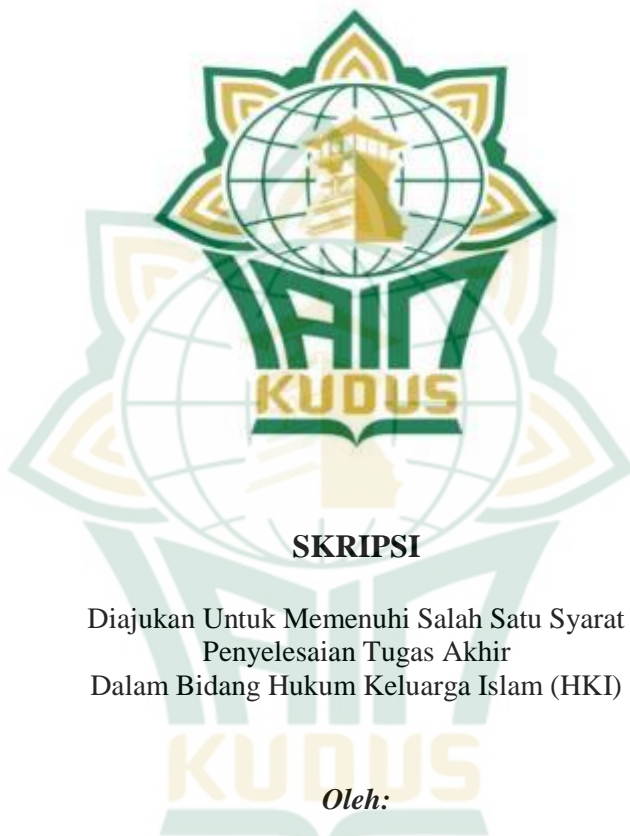 IAIN
KUDUS
SKRIPSI
Diajukan Untuk Memenuhi Salah Satu Syarat
Penyelesaian Tugas Akhir
Dalam Bidang Hukum Keluarga Islam (HKI)
KUDUS
Oleh: